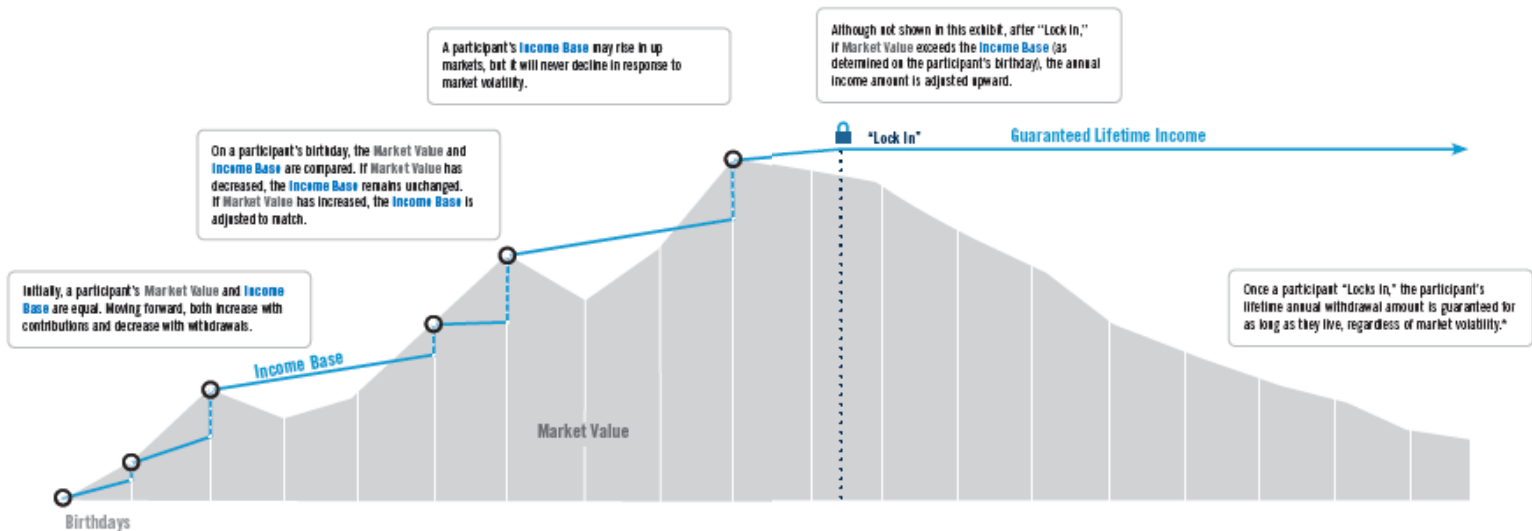 A participant's Income Base may rise in up
markets, but it will never decline in response to
market volatility.
Although not shown in this exhibit, after "Lock In,"
if Market Value exceeds the Income Base (as
determined on the participant's birthday), the annual
income amount is adjusted upward.
On a participant's birthday, the Market Value and
Income Base are compared. If Market Value has
decreased, the Income Base remains unchanged.
If Market Value has increased, the Income Base is
adjusted to match.
"Lock In"
Guaranteed Lifetime Income
Initially, a participant's Market Value and Income
Base are equal. Moving forward, both increase with
contributions and decrease with withdrawals.
Once a participant "Locks In," the participant's
lifetime annual withdrawal amount is guaranteed for
as long as they live, regardless of market volatility.*
Income Base
Market Value
Birthdays